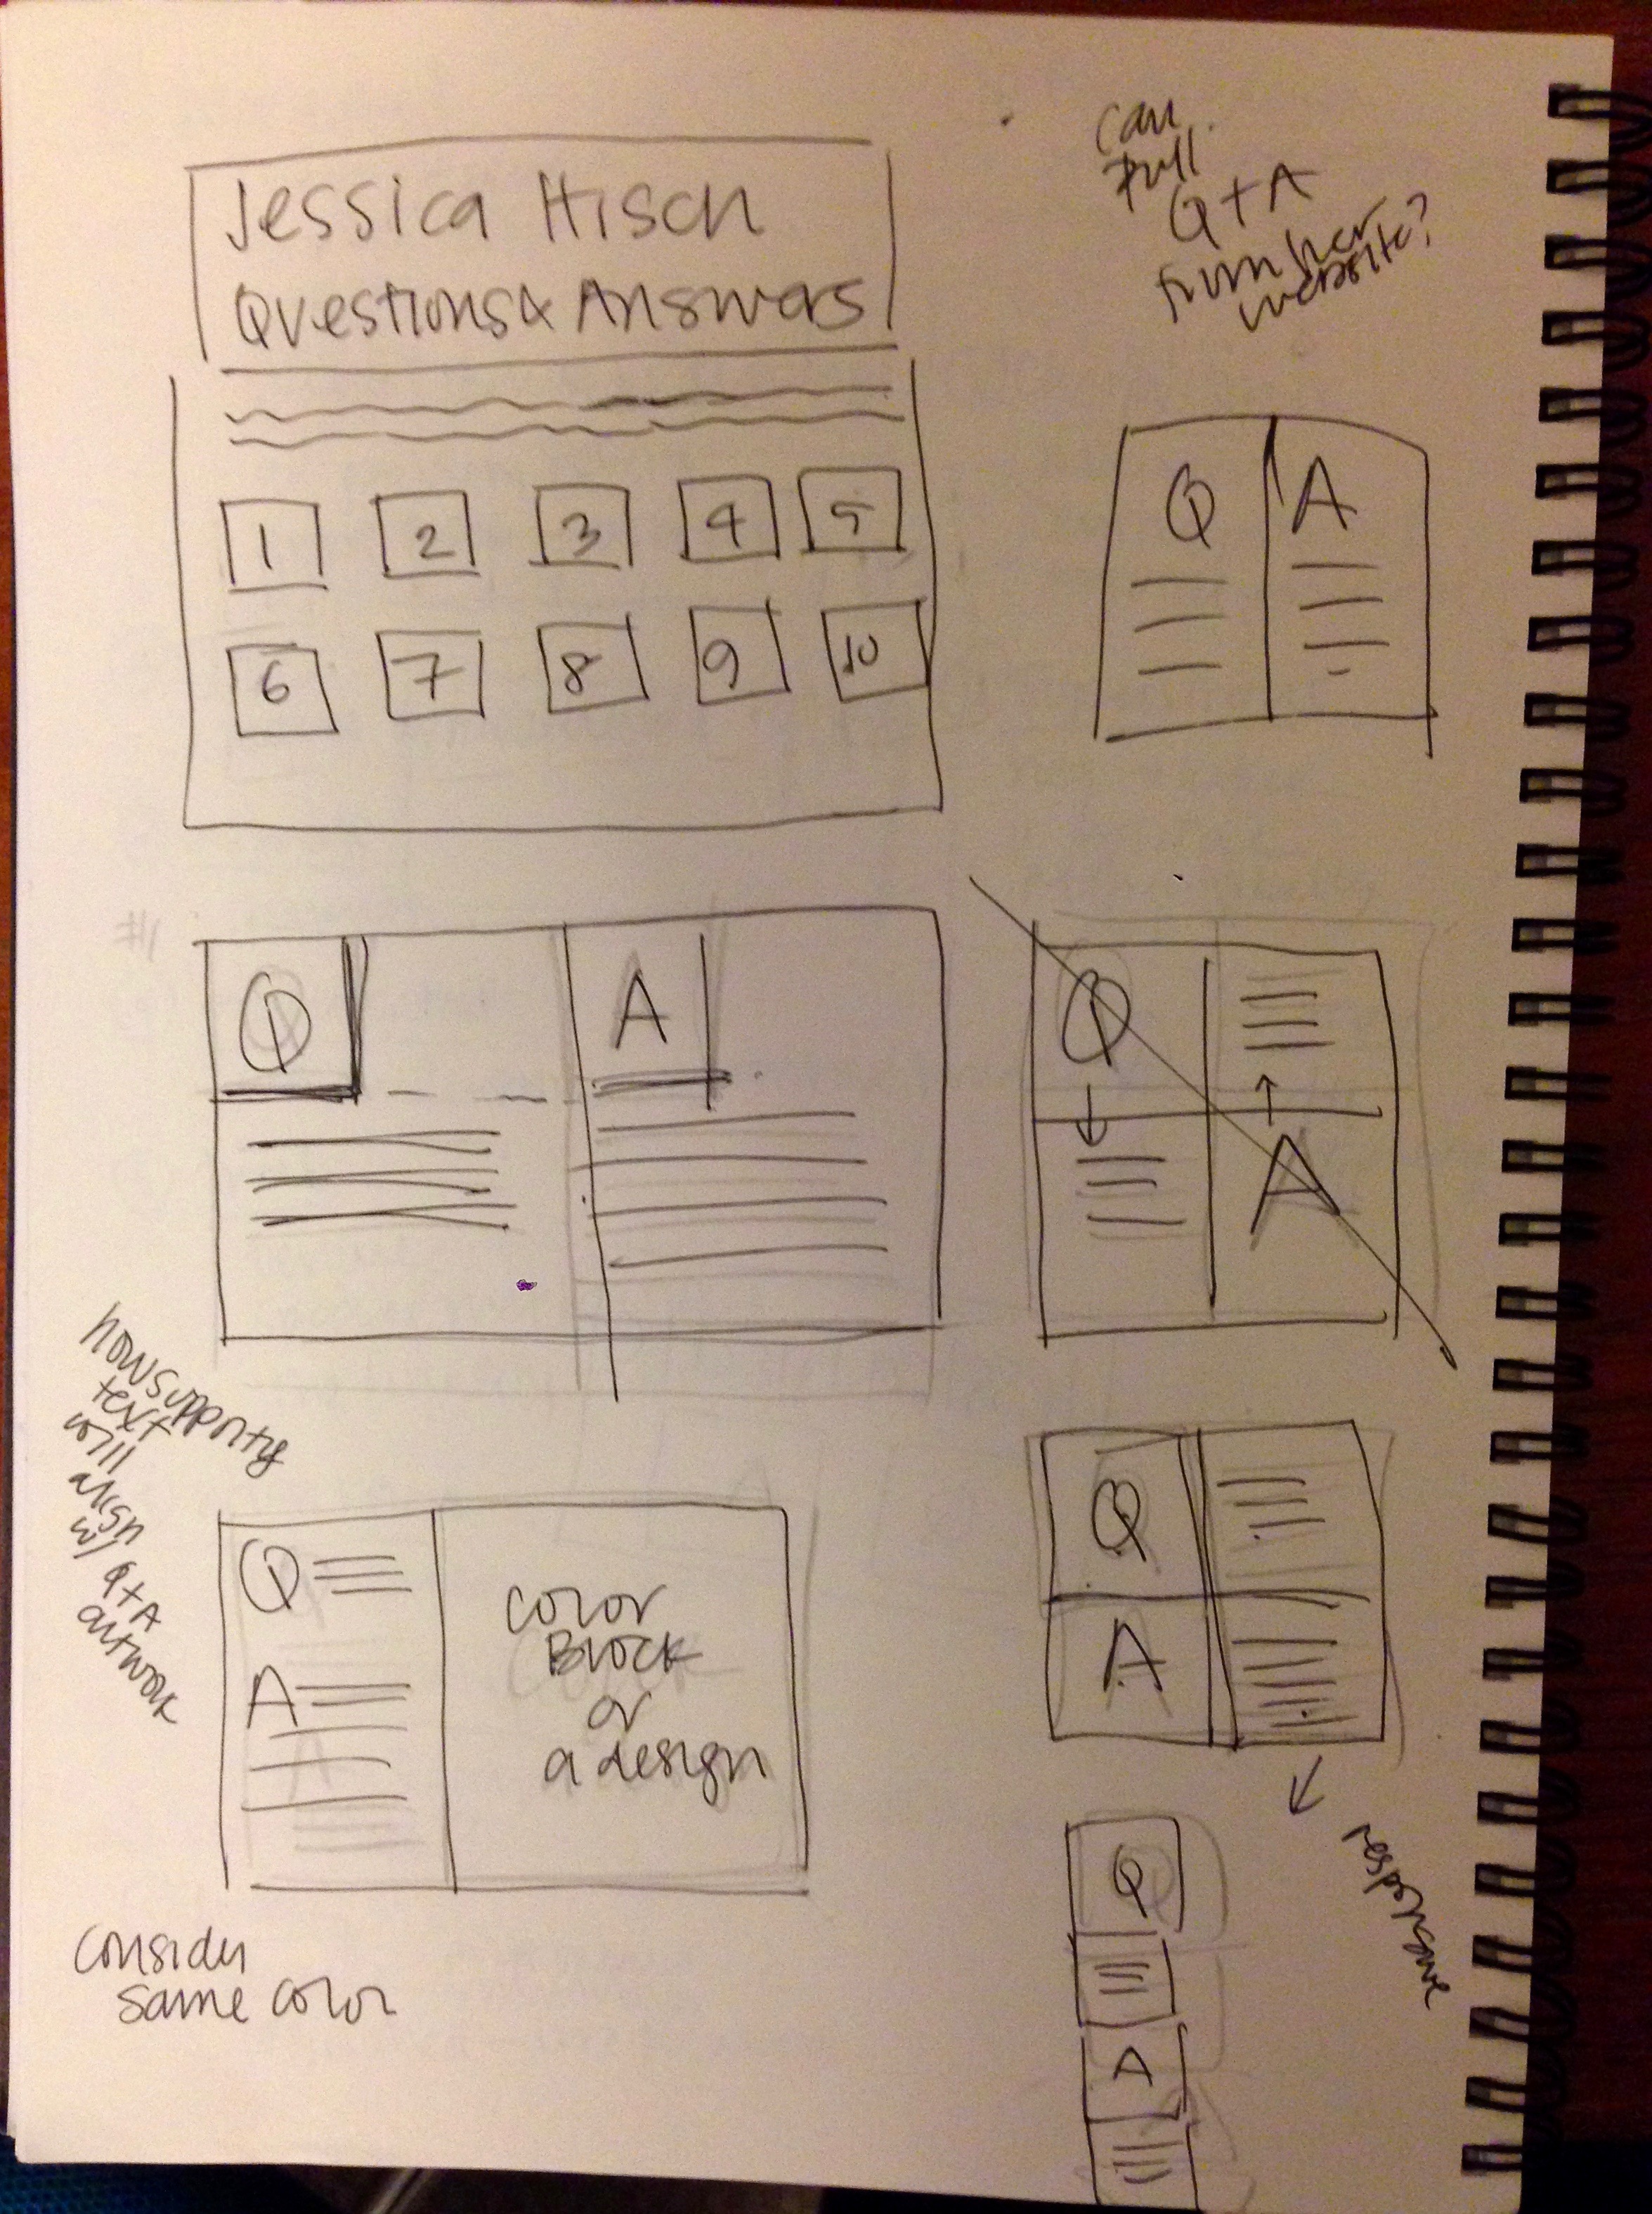 Jessica Hisch
Questions & Answers
can
pull
Q + A
from her
website?
1 2 3 4 5
6 7 8 9 10
Q A
#1
Q A
Q
A
how supporting
text
will
align
w/ Q+A
artwork
Q
A
color
Block
or
a design
Q
A
responsive
Q
A
consider
same color